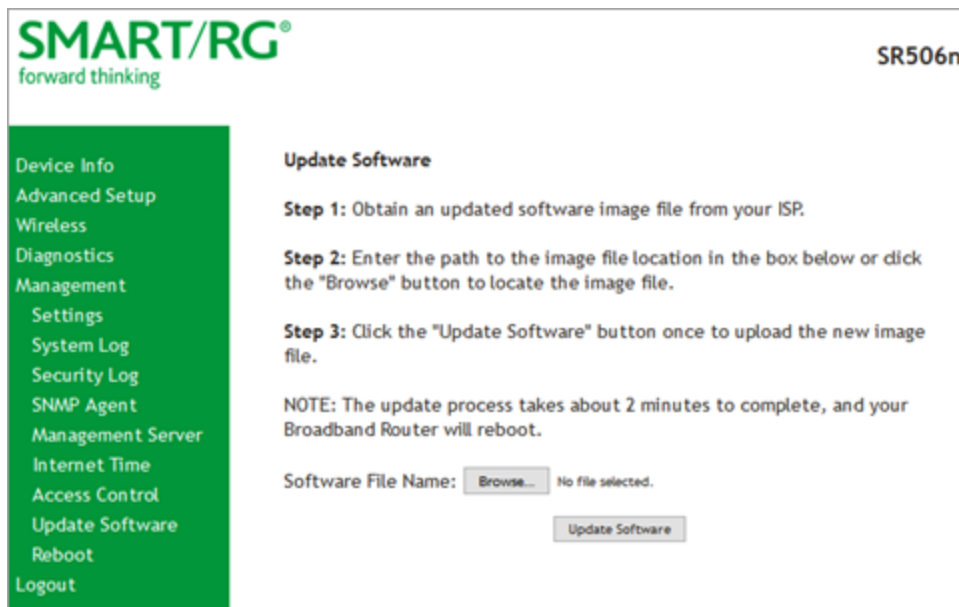 SMART/RG®
forward thinking
SR506n
Device Info
Advanced Setup
Wireless
Diagnostics
Management
Settings
System Log
Security Log
SNMP Agent
Management Server
Internet Time
Access Control
Update Software
Reboot
Logout
Update Software
Step 1: Obtain an updated software image file from your ISP.
Step 2: Enter the path to the image file location in the box below or click
the "Browse" button to locate the image file.
Step 3: Click the "Update Software" button once to upload the new image
file.
NOTE: The update process takes about 2 minutes to complete, and your
Broadband Router will reboot.
Software File Name: Browse... No file selected.
Update Software